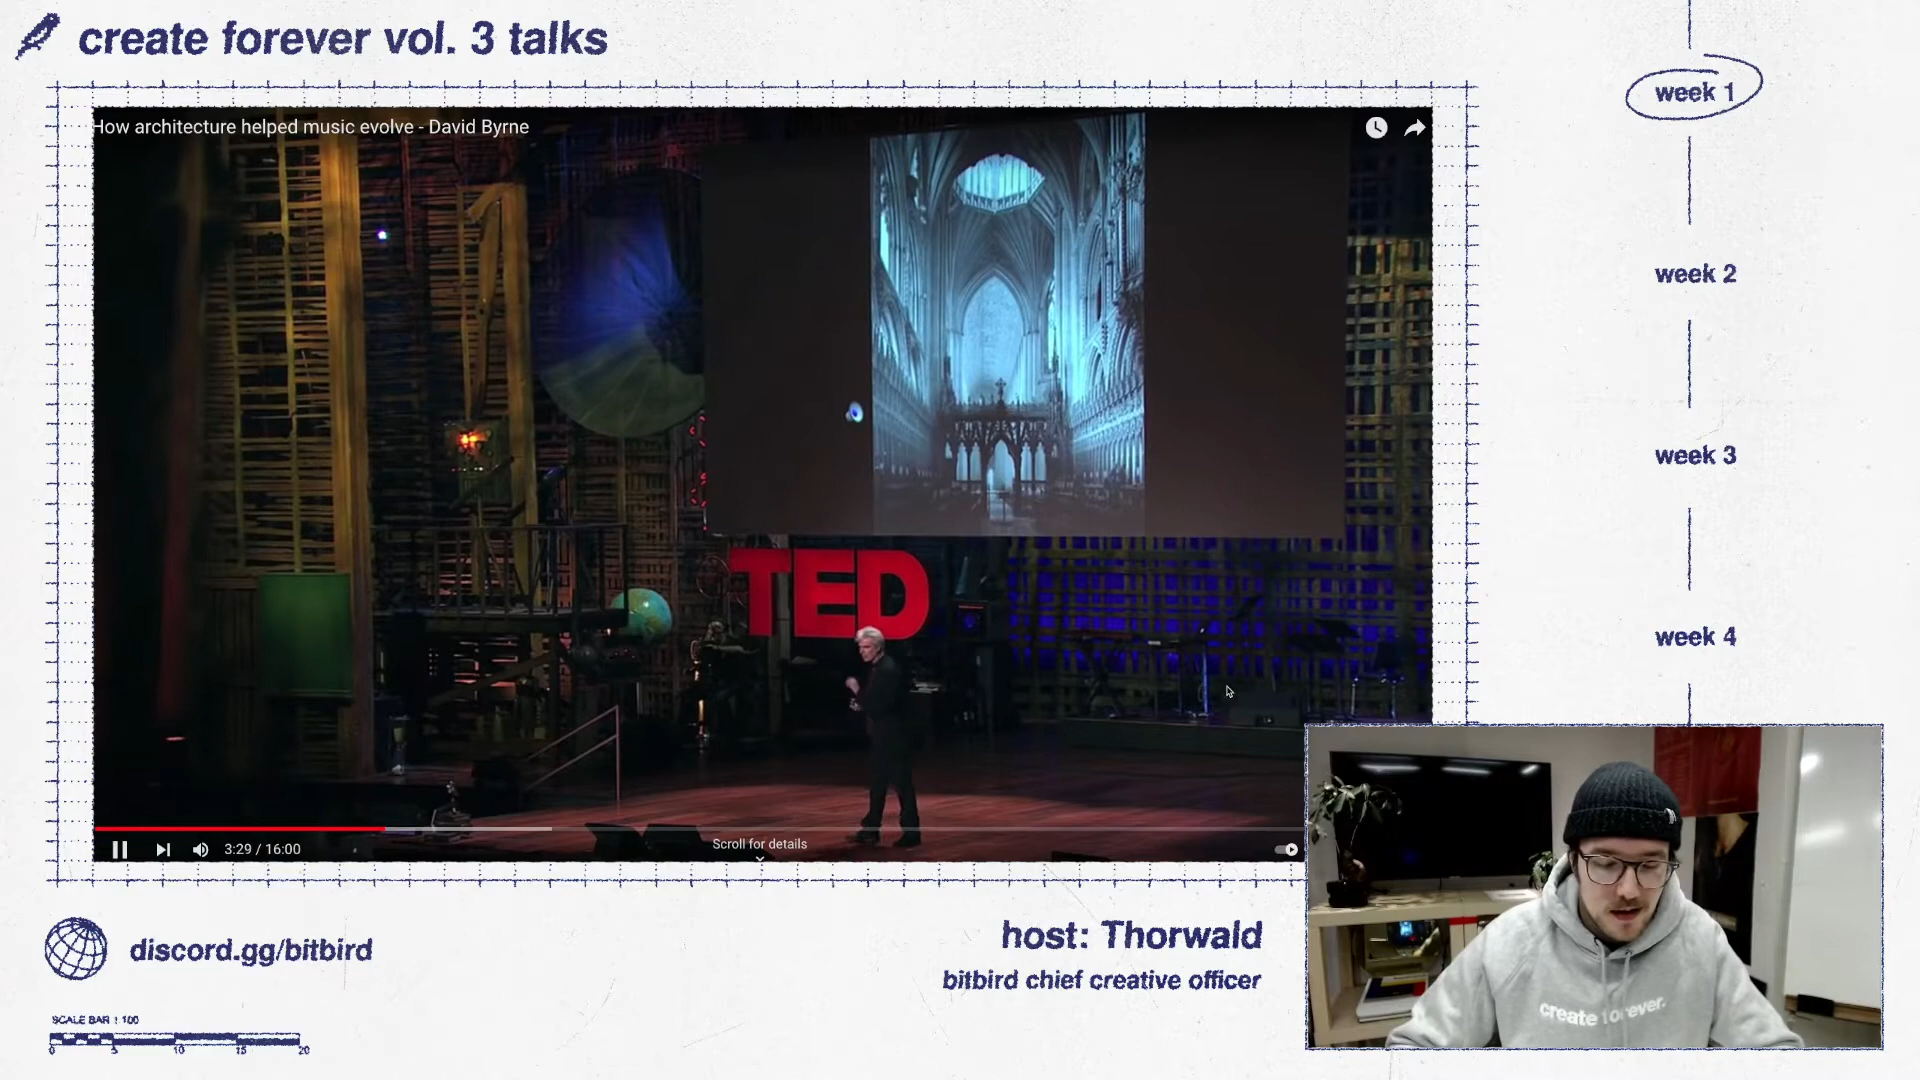 create forever vol. 3 talks
week 1
How architecture helped music evolve - David Byrne
week 2
week 3
TED
week 4
3:29 / 16:00
Scroll for details
host: Thorwald
bitbird chief creative officer
discord.gg/bitbird
create forever.
SCALE BAR 1:100
0 5 10 15 20